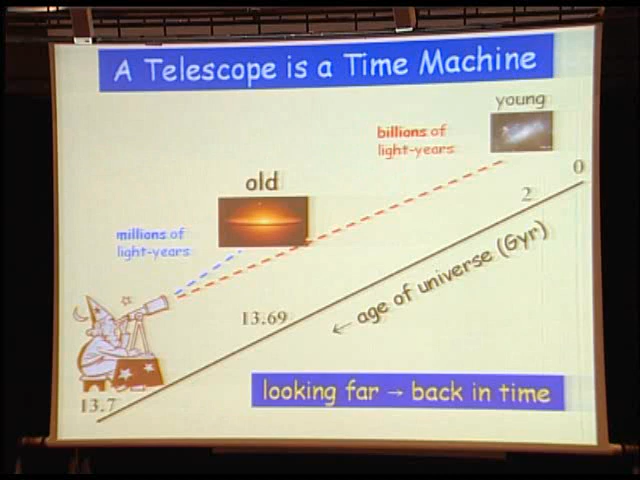 A Telescope is a Time Machine
young
billions of
light-years
0
old
2
millions of
light-years
← age of universe (Gyr)
13.69
looking far → back in time
13.7